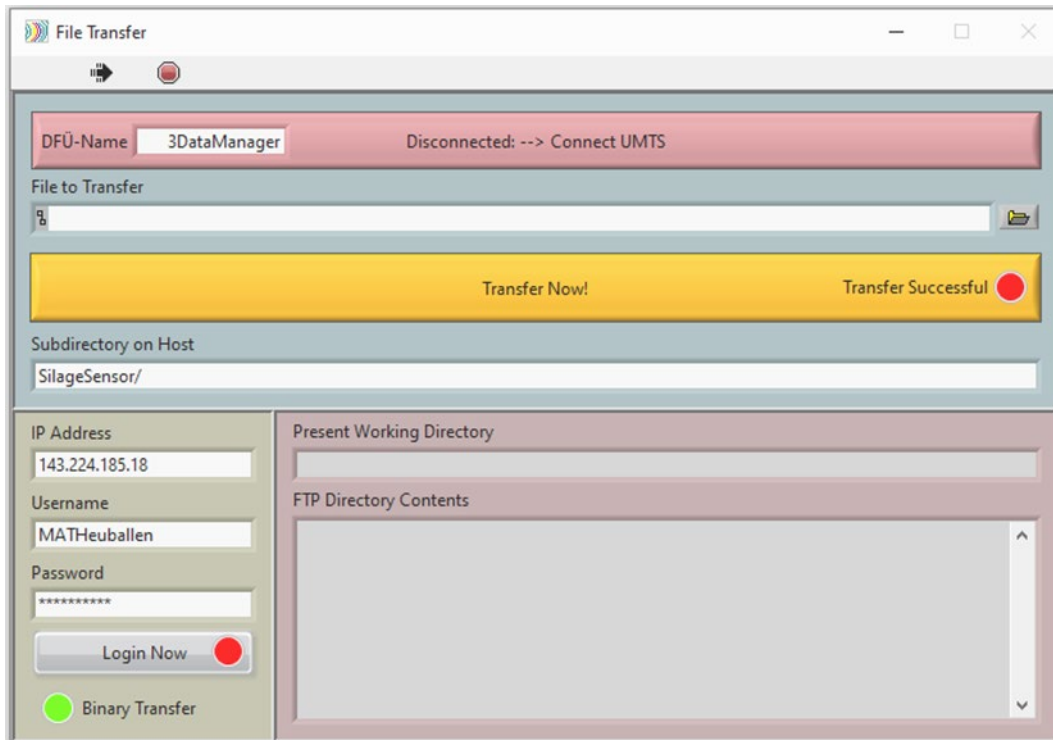 File Transfer
DFÜ-Name 3DataManager Disconnected: --> Connect UMTS
File to Transfer
Transfer Now! Transfer Successful
Subdirectory on Host
SilageSensor/
IP Address
143.224.185.18
Username
MATHeuballen
Password
**********
Login Now
Binary Transfer
Present Working Directory
FTP Directory Contents